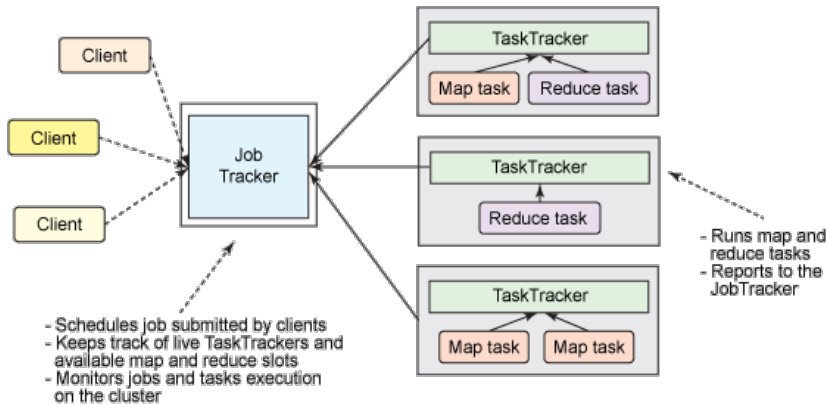 Client
Client
Client
Job
Tracker
TaskTracker
Map task
Reduce task
TaskTracker
Reduce task
TaskTracker
Map task
Map task
- Schedules job submitted by clients
- Keeps track of live TaskTrackers and
available map and reduce slots
- Monitors jobs and tasks execution
on the cluster
- Runs map and
reduce tasks
- Reports to the
JobTracker